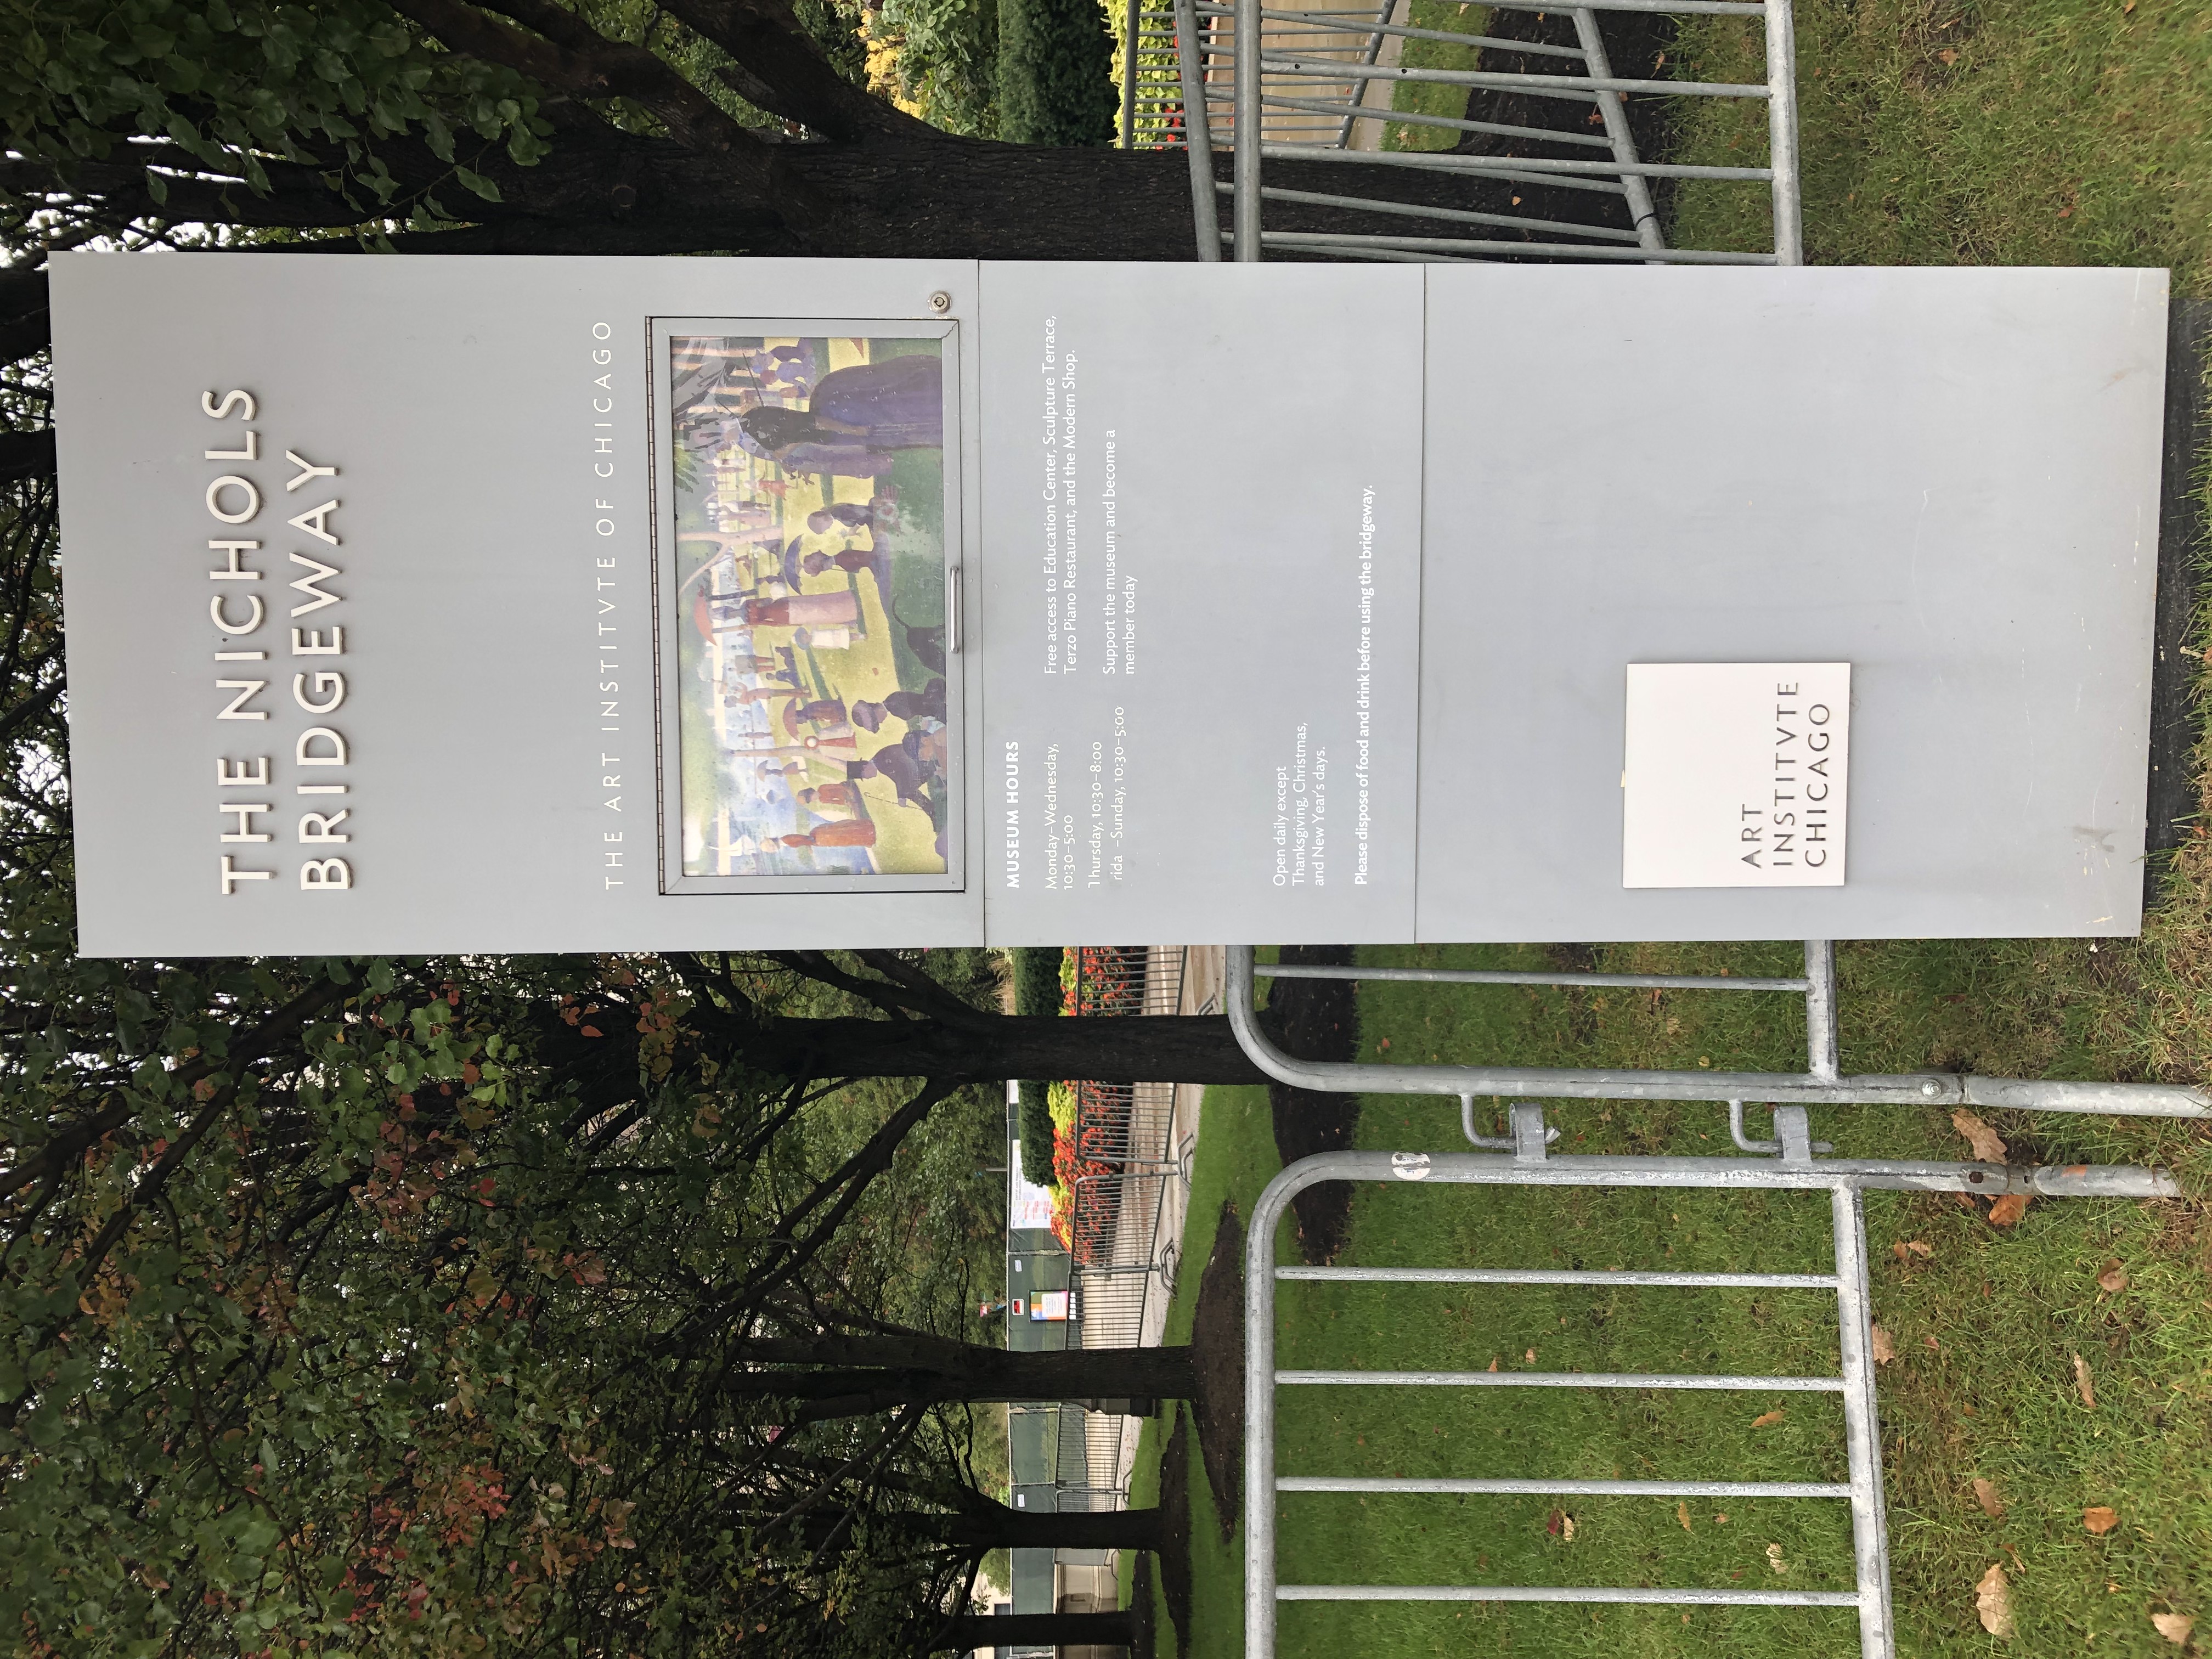 THE NICHOLS
BRIDGEWAY
THE ART INSTITVTE OF CHICAGO
MUSEUM HOURS
Monday–Wednesday,
10:30–5:00
Thursday, 10:30–8:00
rida –Sunday, 10:30–5:00
Free access to Education Center, Sculpture Terrace,
Terzo Piano Restaurant, and the Modern Shop.
Support the museum and become a
member today
Open daily except
Thanksgiving, Christmas,
and New Year's days.
Please dispose of food and drink before using the bridgeway.
ART
INSTITVTE
CHICAGO